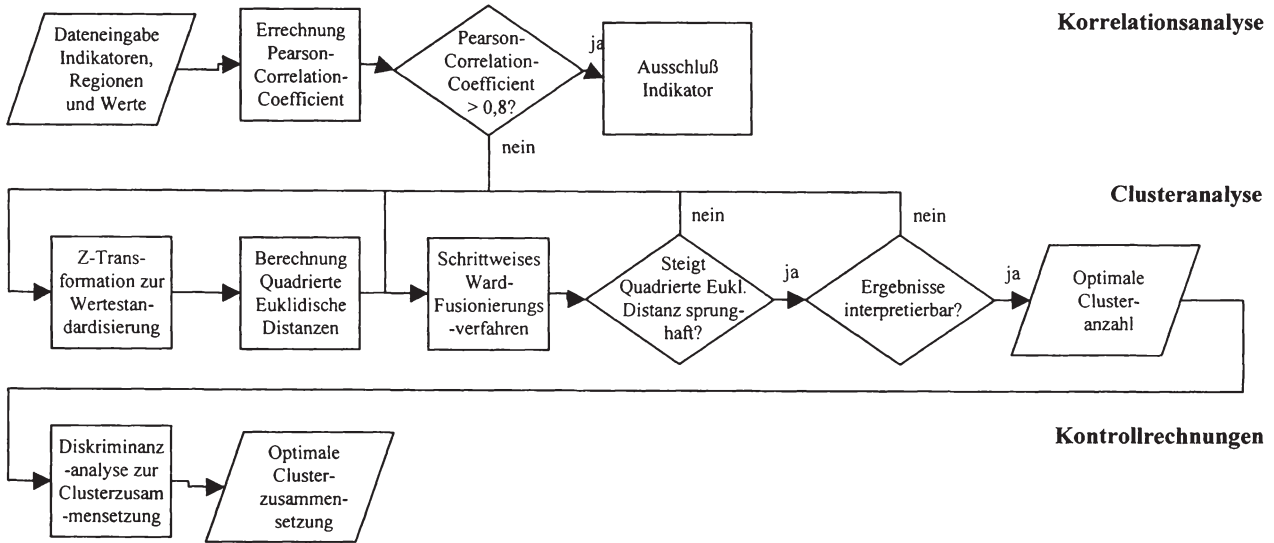 Korrelationsanalyse
Dateneingabe
Indikatoren,
Regionen
und Werte
Errechnung
Pearson-
Correlation-
Coefficient
Pearson-
Correlation-
Coefficient
> 0,8?
ja
Ausschluß
Indikator
nein
Clusteranalyse
Z-Trans-
formation zur
Wertestan-
dardisierung
Berechnung
Quadrierte
Euklidische
Distanzen
Schrittweises
Ward-
Fusionierungs
-verfahren
nein
Steigt
Quadrierte Eukl.
Distanz sprung-
haft?
ja
nein
Ergebnisse
interpretierbar?
ja
Optimale
Cluster-
anzahl
Kontrollrechnungen
Diskriminanz
-analyse zur
Clusterzusam
-mensetzung
Optimale
Cluster-
zusammen-
setzung